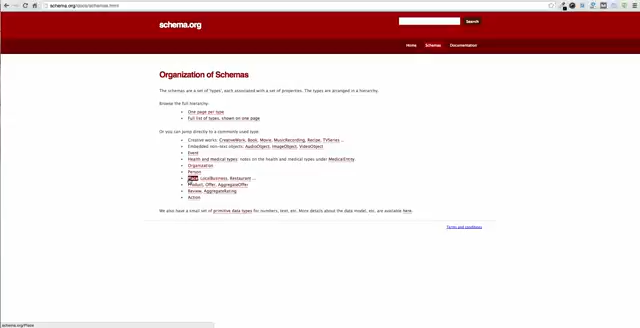 schema.org/docs/schemas.html
schema.org
Search
Home Schemas Documentation
Organization of Schemas
The schemas are a set of 'types', each associated with a set of properties. The types are arranged in a hierarchy.
Browse the full hierarchy:
One page per type
Full list of types, shown on one page
Or you can jump directly to a commonly used type:
Creative works: CreativeWork, Book, Movie, MusicRecording, Recipe, TVSeries ...
Embedded non-text objects: AudioObject, ImageObject, VideoObject
Event
Health and medical types: notes on the health and medical types under MedicalEntity.
Organization
Person
Place, LocalBusiness, Restaurant ...
Product, Offer, AggregateOffer
Review, AggregateRating
Action
We also have a small set of primitive data types for numbers, text, etc. More details about the data model, etc. are available here.
Terms and conditions
schema.org/Place